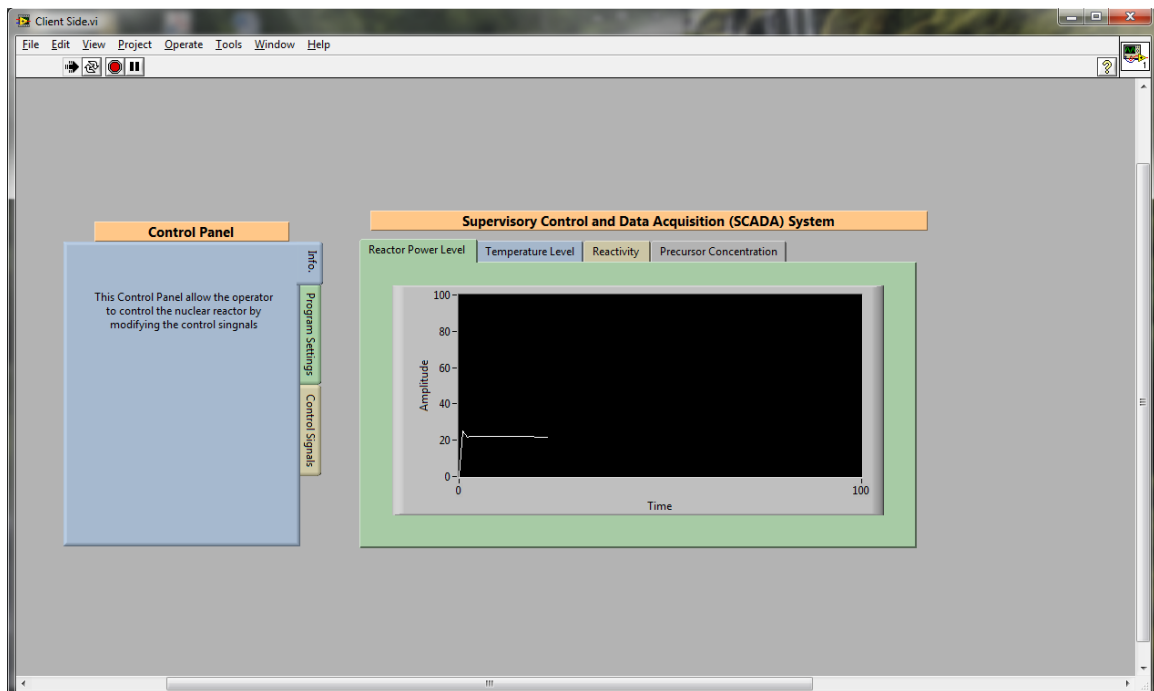 Client Side.vi
File Edit View Project Operate Tools Window Help
1
Supervisory Control and Data Acquisition (SCADA) System
Control Panel
Reactor Power Level Temperature Level Reactivity Precursor Concentration
Info.
Program Settings
Control Signals
This Control Panel allow the operator
to control the nuclear reactor by
modifying the control singnals
100
80
60
40
20
0
Amplitude
0 100
Time